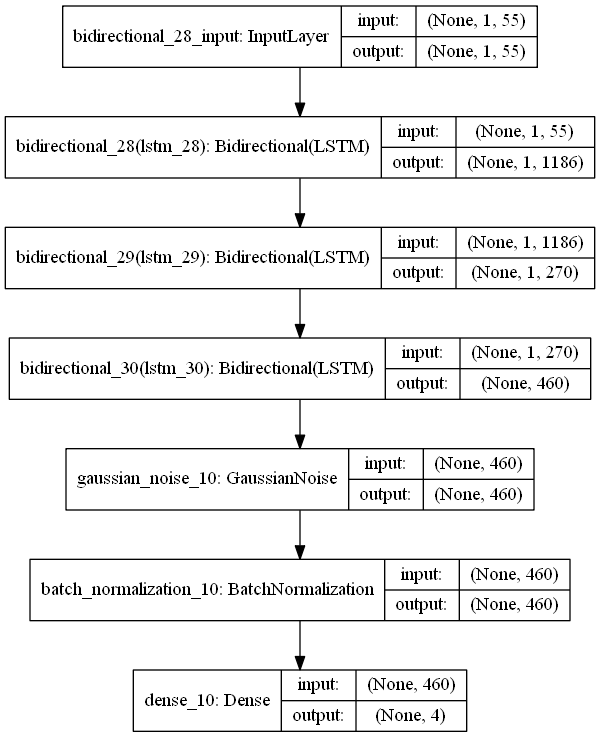 bidirectional_28_input: InputLayer
input: (None, 1, 55)
output: (None, 1, 55)
bidirectional_28(lstm_28): Bidirectional(LSTM)
input: (None, 1, 55)
output: (None, 1, 1186)
bidirectional_29(lstm_29): Bidirectional(LSTM)
input: (None, 1, 1186)
output: (None, 1, 270)
bidirectional_30(lstm_30): Bidirectional(LSTM)
input: (None, 1, 270)
output: (None, 460)
gaussian_noise_10: GaussianNoise
input: (None, 460)
output: (None, 460)
batch_normalization_10: BatchNormalization
input: (None, 460)
output: (None, 460)
dense_10: Dense
input: (None, 460)
output: (None, 4)